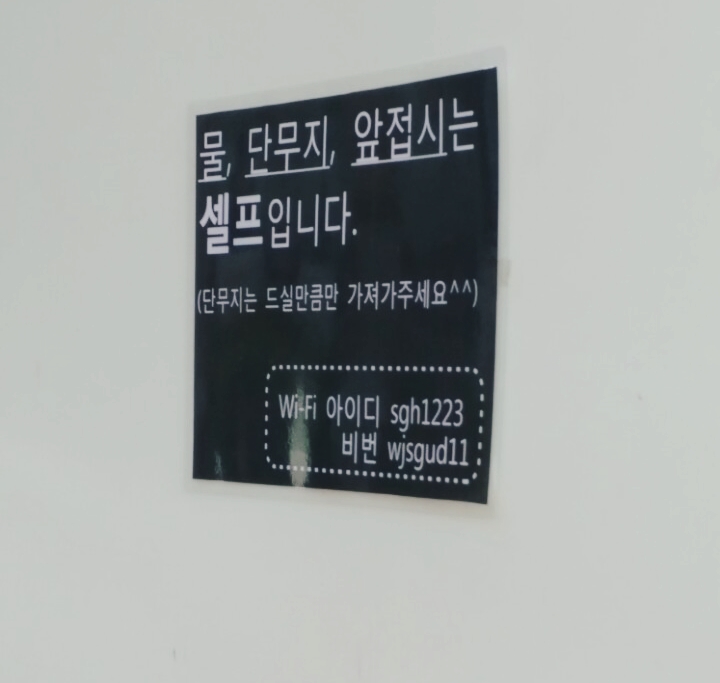 물, 단무지, 앞접시는
셀프입니다.
(단무지는 드실만큼만 가져가주세요^^)
Wi-Fi 아이디 sgh1223
비번 wjsgud11